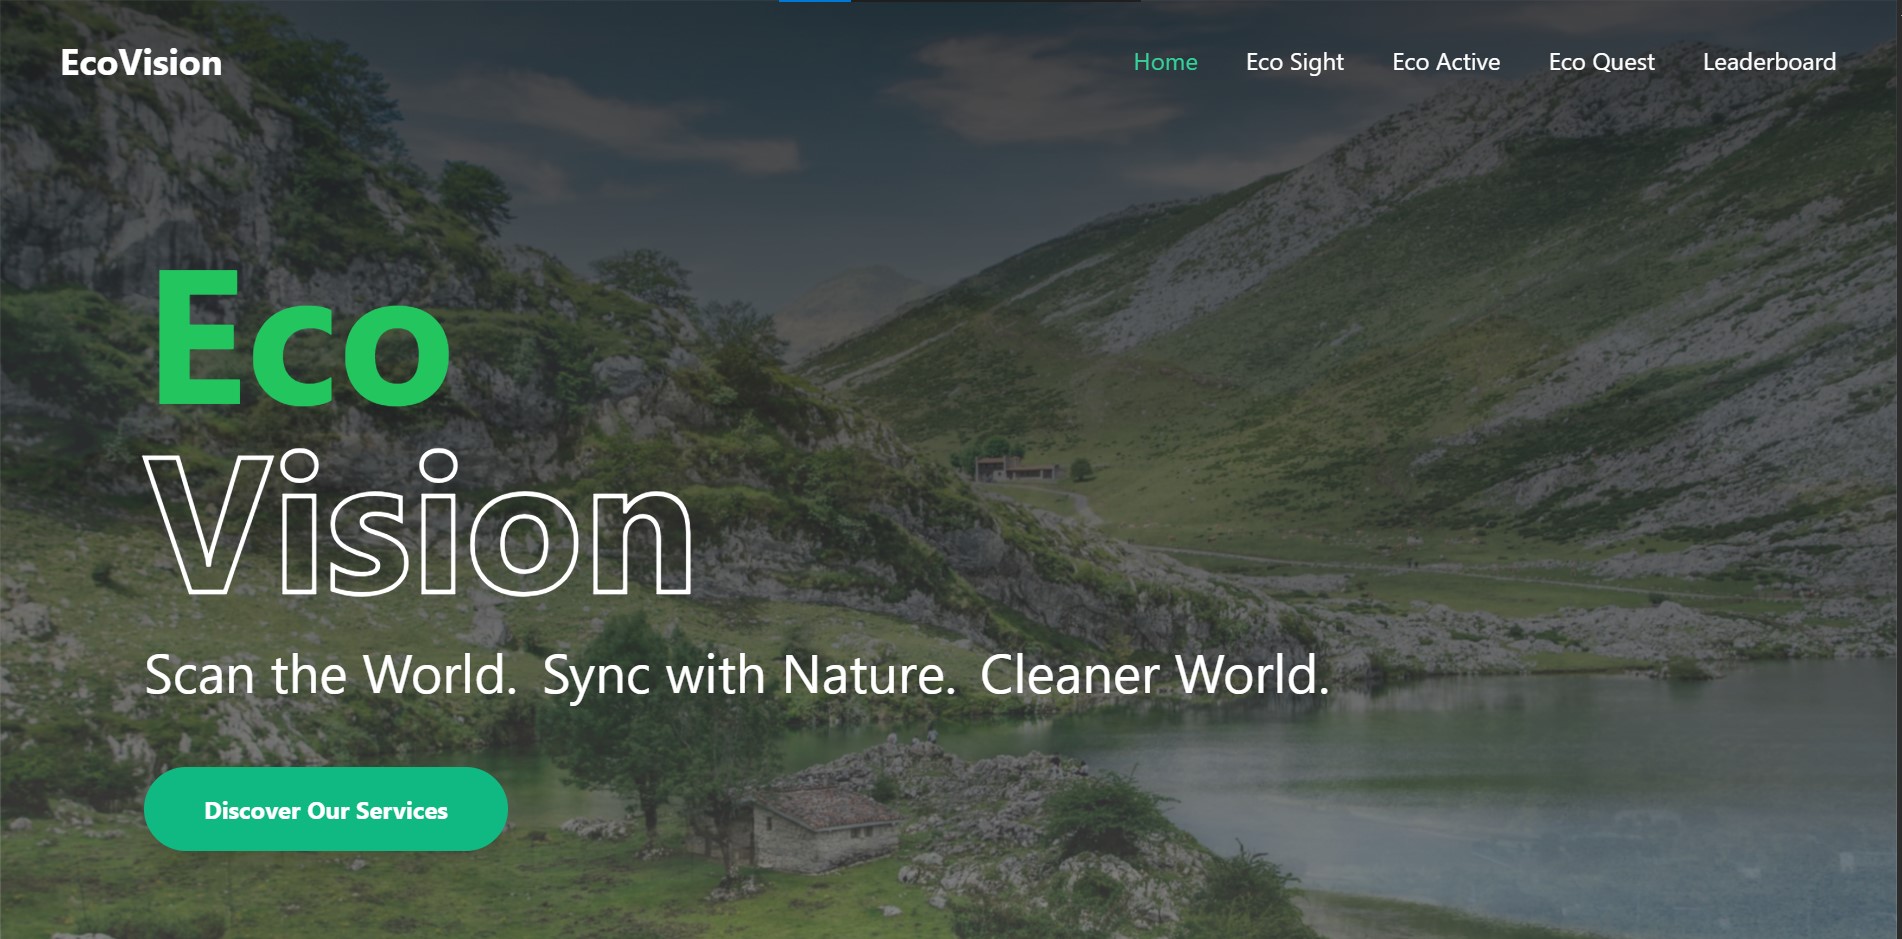 EcoVision
Home Eco Sight Eco Active Eco Quest Leaderboard
Eco
Vision
Scan the World. Sync with Nature. Cleaner World.
Discover Our Services